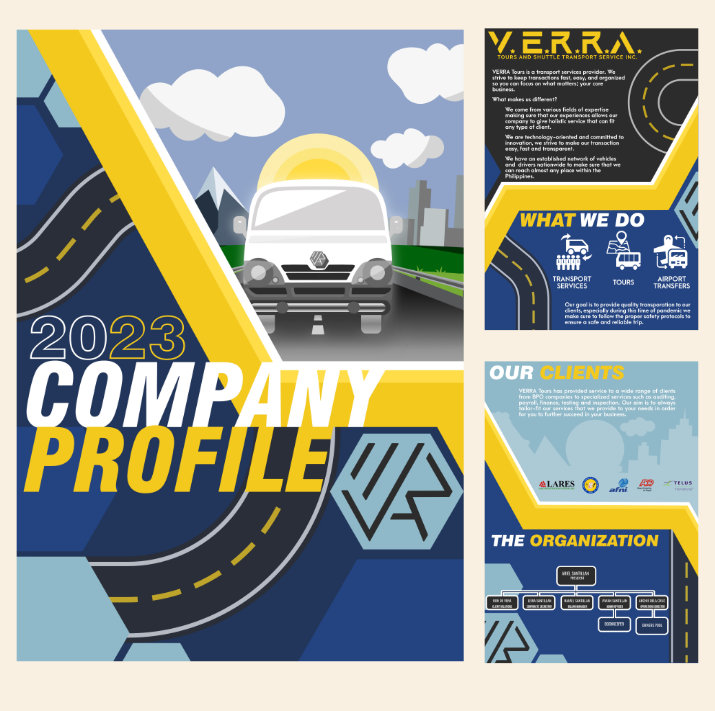 2023
COMPANY
PROFILE
V.E.R.R.A.
TOURS AND SHUTTLE TRANSPORT SERVICE INC.
VERRA Tours is a transport services provider. We
strive to keep transactions fast, easy, and organized
so you can focus on what matters; your core
business.
What makes us different?
We come from various fields of expertise
making sure that our experiences allows our
company to give holistic service that can fit
any type of client.
We are technology-oriented and committed to
innovation, we strive to make our transaction
easy, fast and transparent.
We have an established network of vehicles
and drivers nationwide to make sure that we
can reach almost any place within the
Philippines.
WHAT WE DO
TRANSPORT
SERVICES
TOURS
AIRPORT
TRANSFERS
Our goal is to provide quality transporation to our
clients, especially during this time of pandemic we
make sure to follow the proper safety protocols to
ensure a safe and reliable trip.
OUR CLIENTS
VERRA Tours has provided service to a wide range of clients
from BPO companies to specialized services such as auditing,
payroll, finance, testing and inspection. Our aim is to always
tailor-fit our services that we provide to your needs in order
for you to further succeed in your business.
LARES
afni
ADP
TELUS
THE ORGANIZATION
PRESIDENT
BOOKKEEPER
DRIVERS POOL